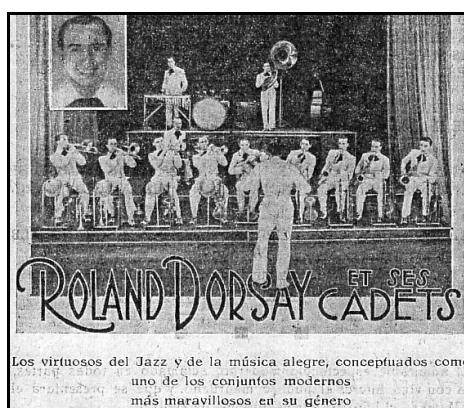 ROLAND DORSAY ET SES CADETS
Los virtuosos del Jazz y de la música alegre, conceptuados como
uno de los conjuntos modernos
más maravillosos en su género